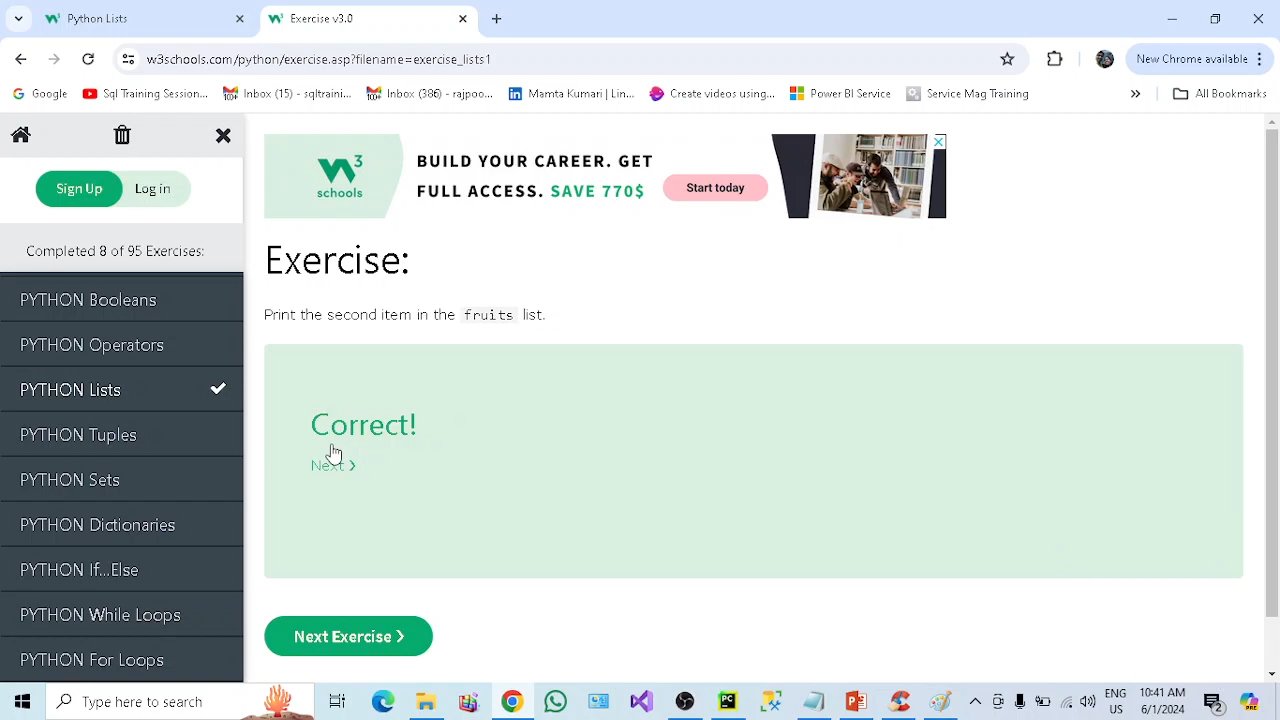 Python Lists
Exercise v3.0
w3schools.com/python/exercise.asp?filename=exercise_lists1
New Chrome available
Google
Sql Training Session...
Inbox (15) - sqltrain...
Inbox (386) - rajpoo...
Mamta Kumari | Lin...
Create videos using...
Power BI Service
Service Mag Training
All Bookmarks
Sign Up
Log in
Completed 8 of 95 Exercises:
PYTHON Booleans
PYTHON Operators
PYTHON Lists
PYTHON Tuples
PYTHON Sets
PYTHON Dictionaries
PYTHON If...Else
PYTHON While Loops
PYTHON For Loops
W3
schools
BUILD YOUR CAREER. GET
FULL ACCESS. SAVE 770$
Start today
Exercise:
Print the second item in the fruits list.
Correct!
Next ❯
Next Exercise ❯
Type here to search
PC
ENG
US
10:41 AM
6/1/2024
2